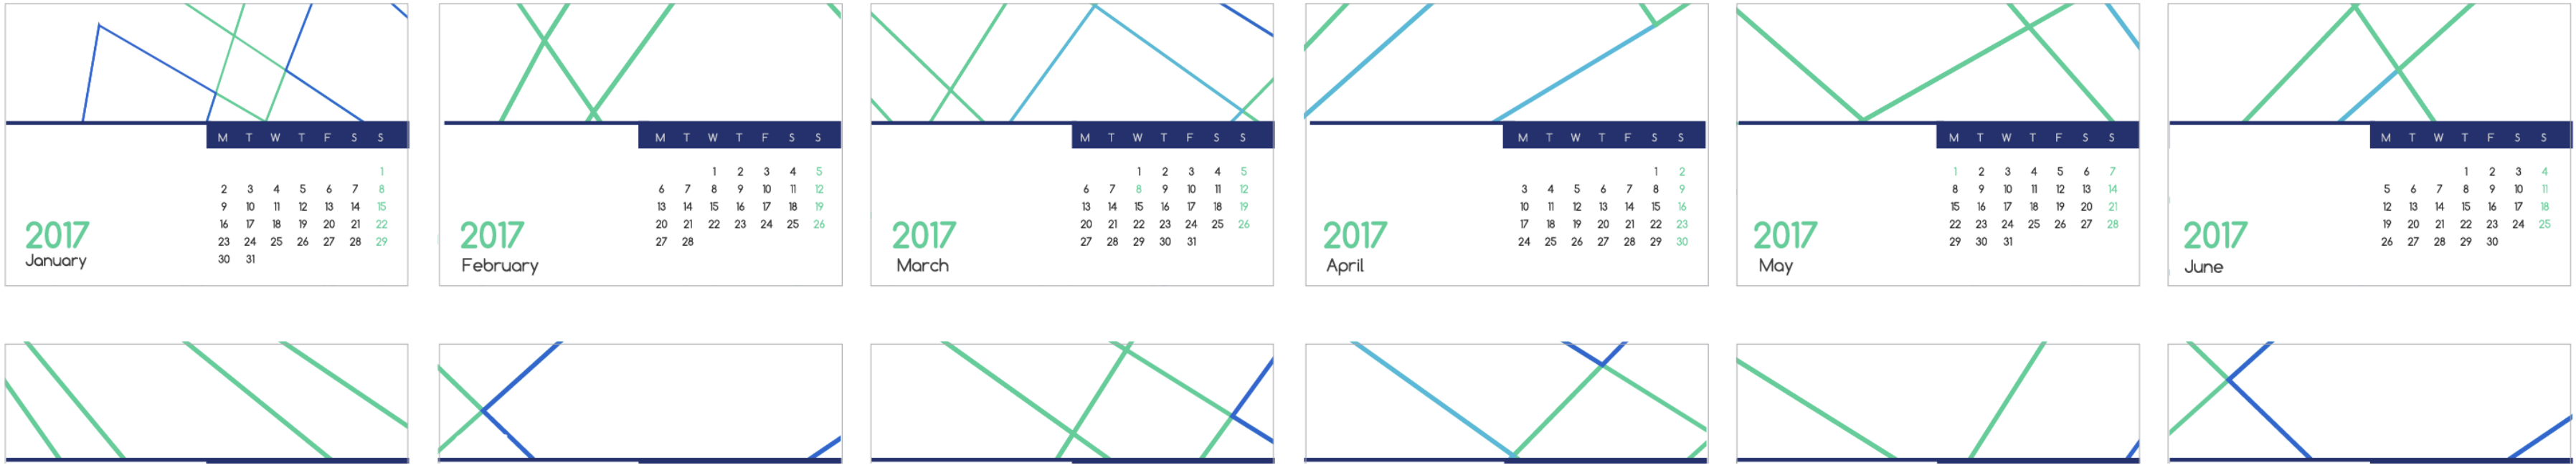 M T W T F S S
1
2 3 4 5 6 7 8
9 10 11 12 13 14 15
16 17 18 19 20 21 22
23 24 25 26 27 28 29
30 31
2017
January
M T W T F S S
1 2 3 4 5
6 7 8 9 10 11 12
13 14 15 16 17 18 19
20 21 22 23 24 25 26
27 28
2017
February
M T W T F S S
1 2 3 4 5
6 7 8 9 10 11 12
13 14 15 16 17 18 19
20 21 22 23 24 25 26
27 28 29 30 31
2017
March
M T W T F S S
1 2
3 4 5 6 7 8 9
10 11 12 13 14 15 16
17 18 19 20 21 22 23
24 25 26 27 28 29 30
2017
April
M T W T F S S
1 2 3 4 5 6 7
8 9 10 11 12 13 14
15 16 17 18 19 20 21
22 23 24 25 26 27 28
29 30 31
2017
May
M T W T F S S
1 2 3 4
5 6 7 8 9 10 11
12 13 14 15 16 17 18
19 20 21 22 23 24 25
26 27 28 29 30
2017
June